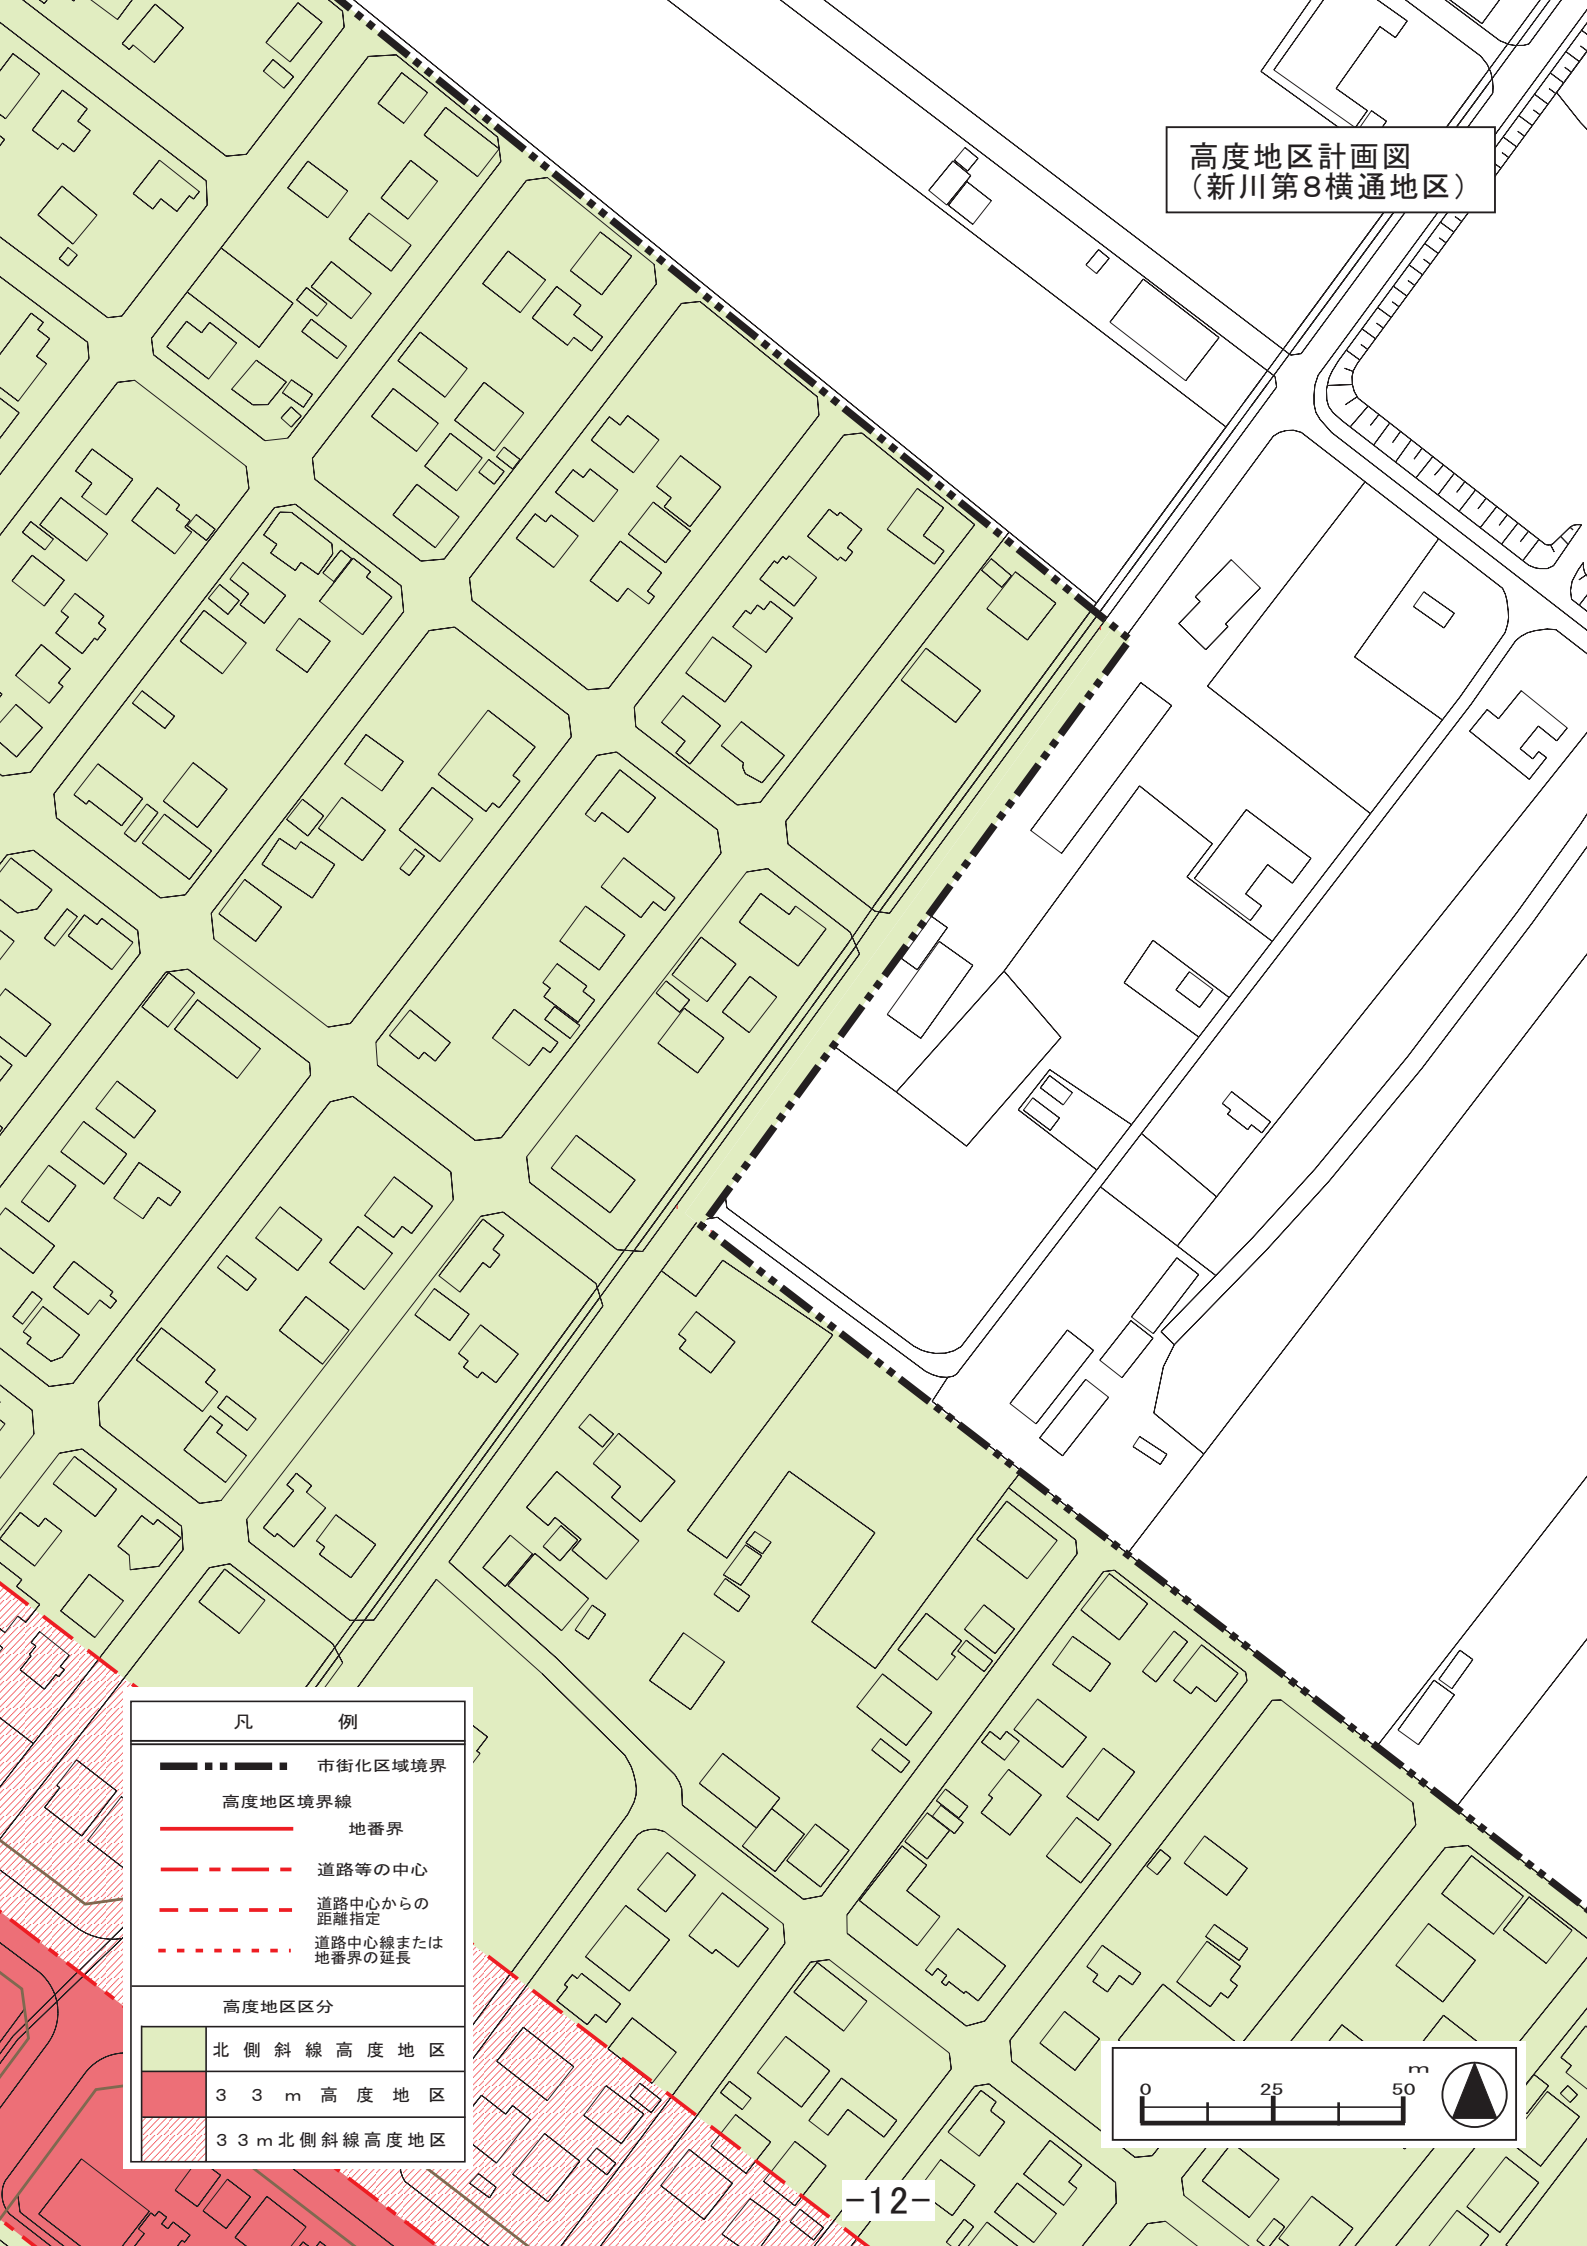 高度地区計画図
（新川第8横通地区）
凡　例
市街化区域境界
高度地区境界線
地番界
道路等の中心
道路中心からの
距離指定
道路中心線または
地番界の延長
高度地区区分
北側斜線高度地区
３３ｍ高度地区
３３ｍ北側斜線高度地区
m
0 25 50
-12-